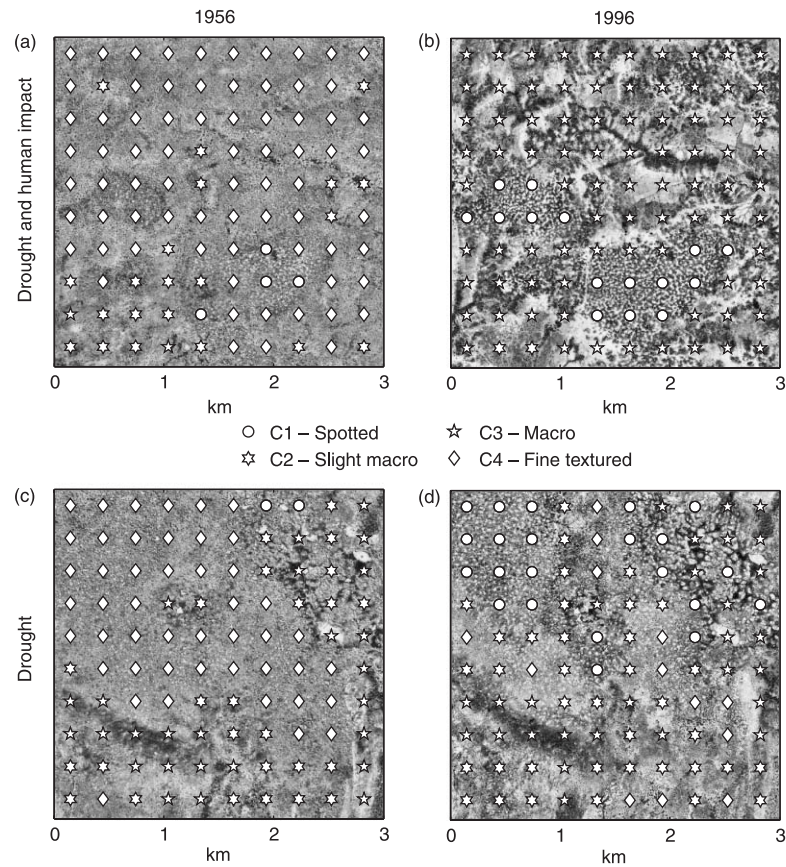 1956
1996
(a)
(b)
Drought and human impact
0 1 2 3
km
0 1 2 3
km
C1 – Spotted
C3 – Macro
C2 – Slight macro
C4 – Fine textured
(c)
(d)
Drought
0 1 2 3
km
0 1 2 3
km